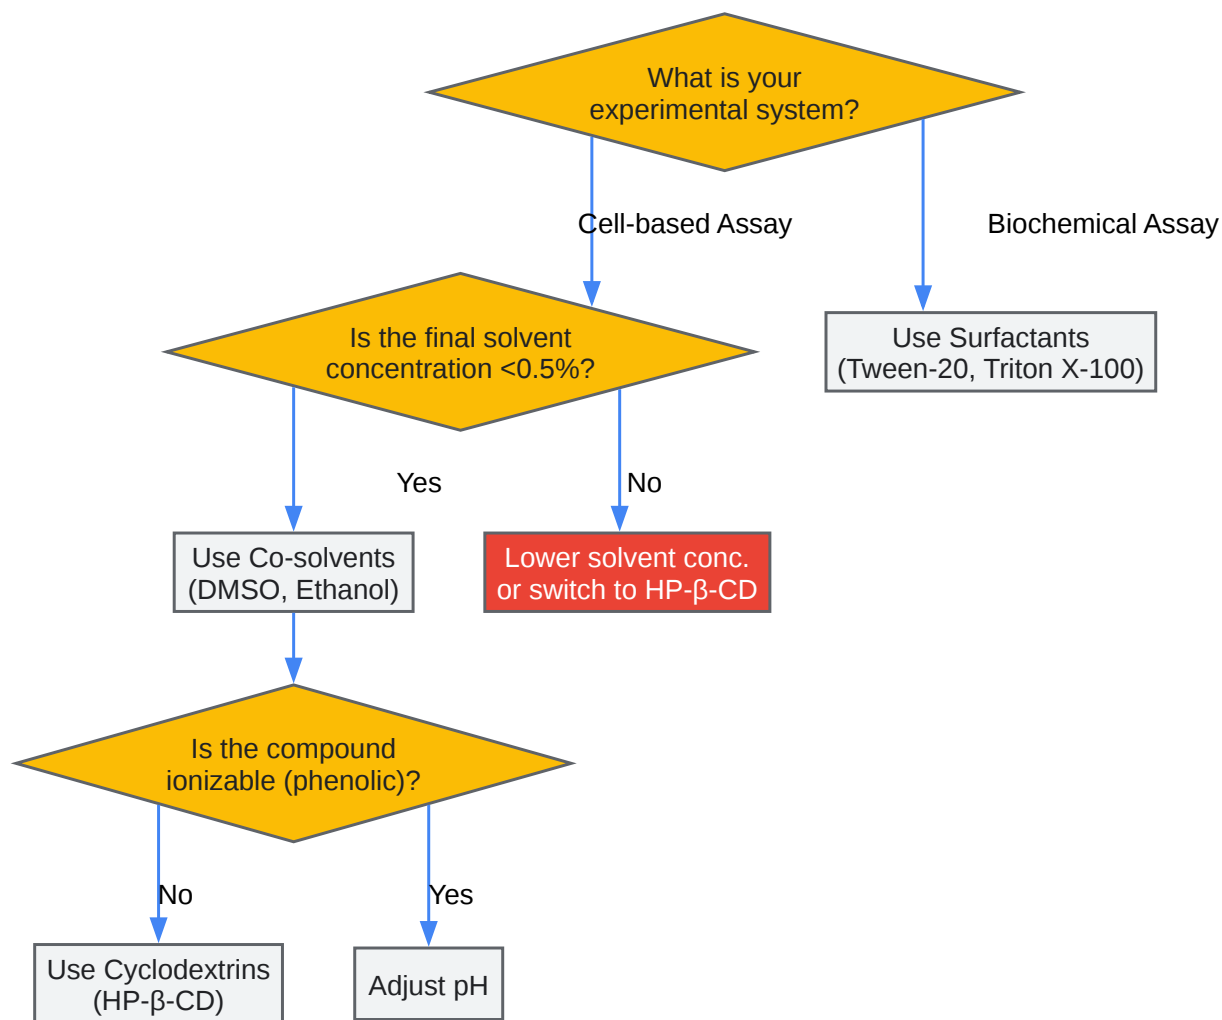 What is your
experimental system?
Cell-based Assay
Biochemical Assay
Is the final solvent
concentration <0.5%?
Use Surfactants
(Tween-20, Triton X-100)
Yes
No
Use Co-solvents
(DMSO, Ethanol)
Lower solvent conc.
or switch to HP-β-CD
Is the compound
ionizable (phenolic)?
No
Yes
Use Cyclodextrins
(HP-β-CD)
Adjust pH